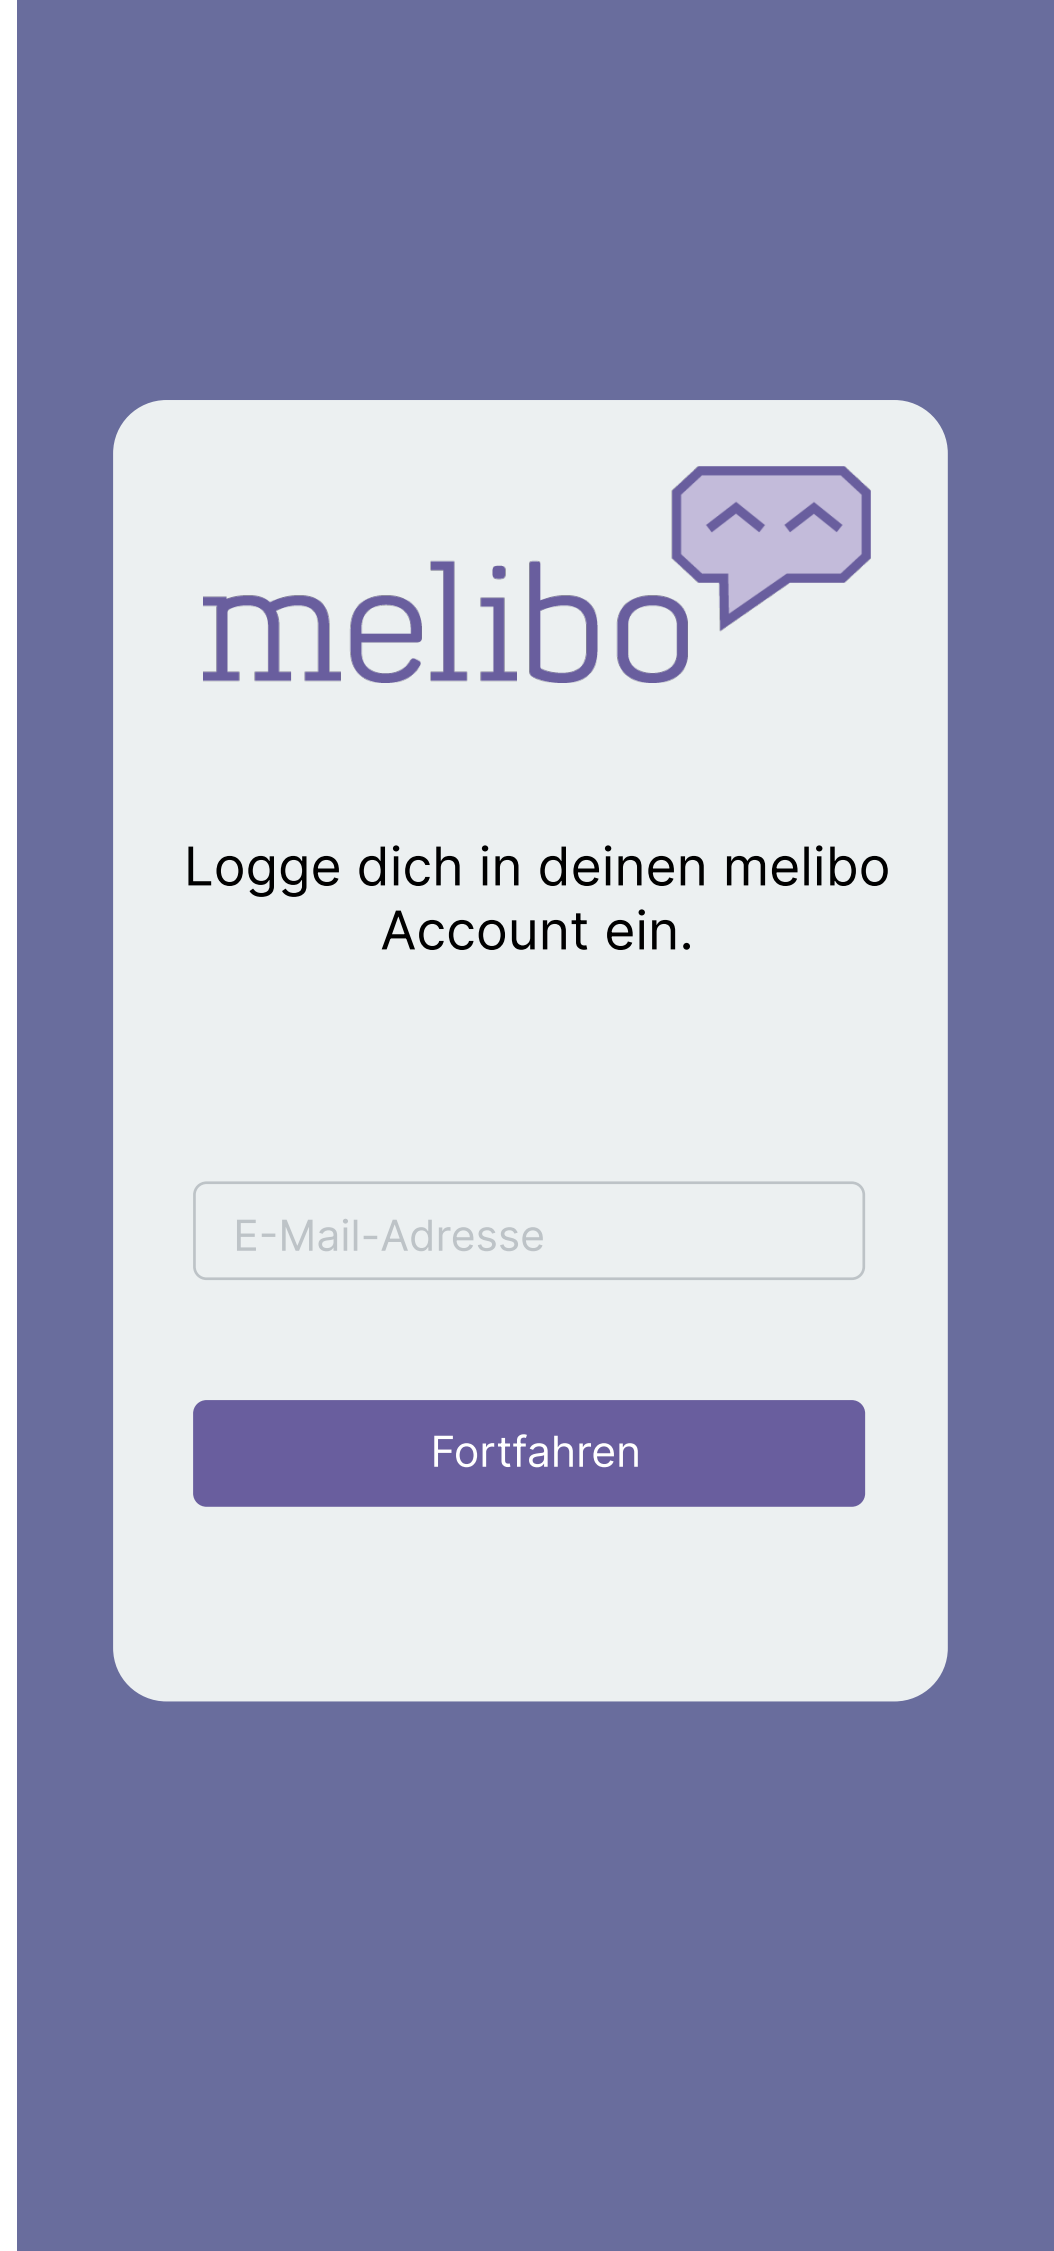 melibo
Logge dich in deinen melibo
Account ein.
E-Mail-Adresse
Fortfahren